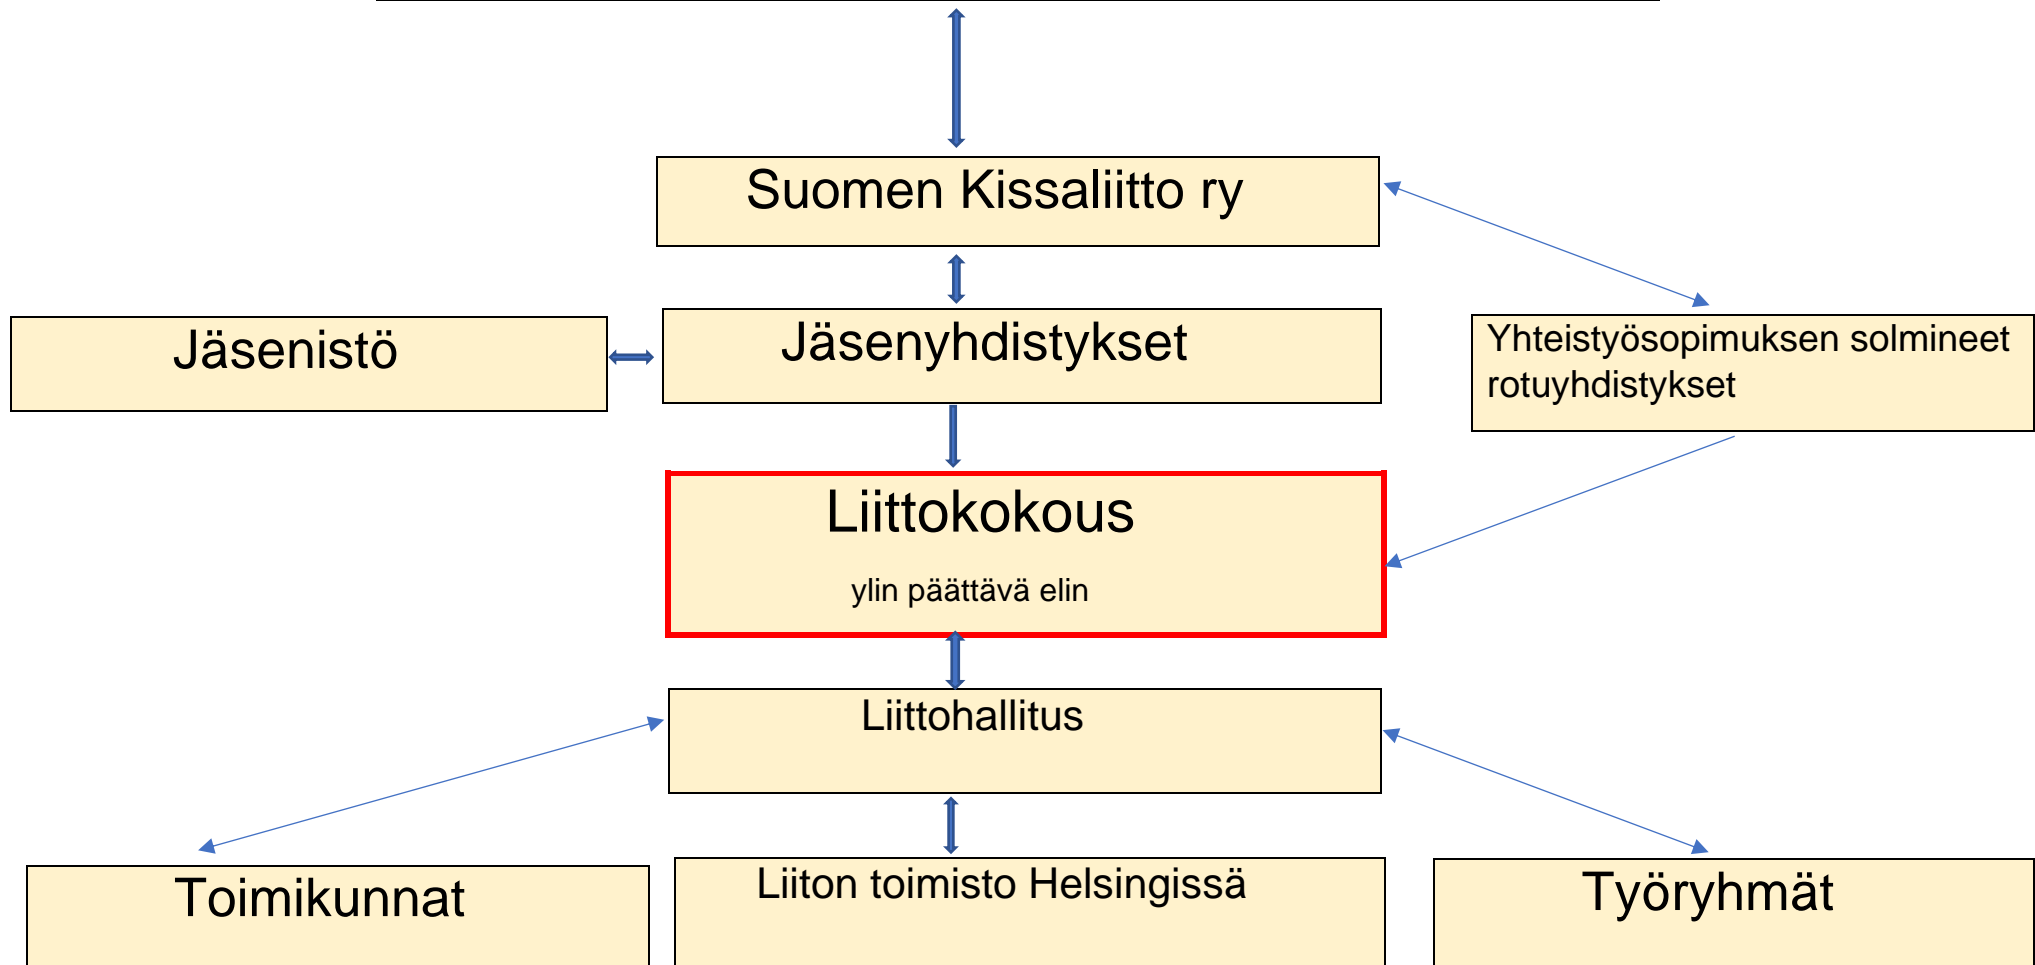 Suomen Kissaliitto ry
Jäsenistö
Jäsenyhdistykset
Yhteistyösopimuksen solmineet
rotuyhdistykset
Liittokokous
ylin päättävä elin
Liittohallitus
Toimikunnat
Liiton toimisto Helsingissä
Työryhmät